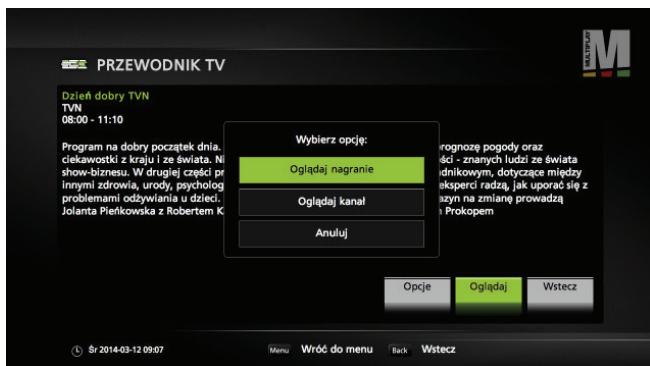 MULTIPLAY
M
PRZEWODNIK TV
Dzień dobry TVN
TVN
08:00 - 11:10
Program na dobry początek dnia. rognozę pogody oraz
ciekawostki z kraju i ze świata. Ni ści - znanych ludzi ze świata
show-biznesu. W drugiej części pr dnikowym, dotyczące między
innymi zdrowia, urody, psycholog eksperci radzą, jak uporać się z
problemami odżywiania u dzieci. azyn na zmianę prowadzą
Jolanta Pieńkowska z Robertem K n Prokopem
Wybierz opcję:
Oglądaj nagranie
Oglądaj kanał
Anuluj
Opcje Oglądaj Wstecz
Śr 2014-03-12 09:07 Menu Wróć do menu Back Wstecz